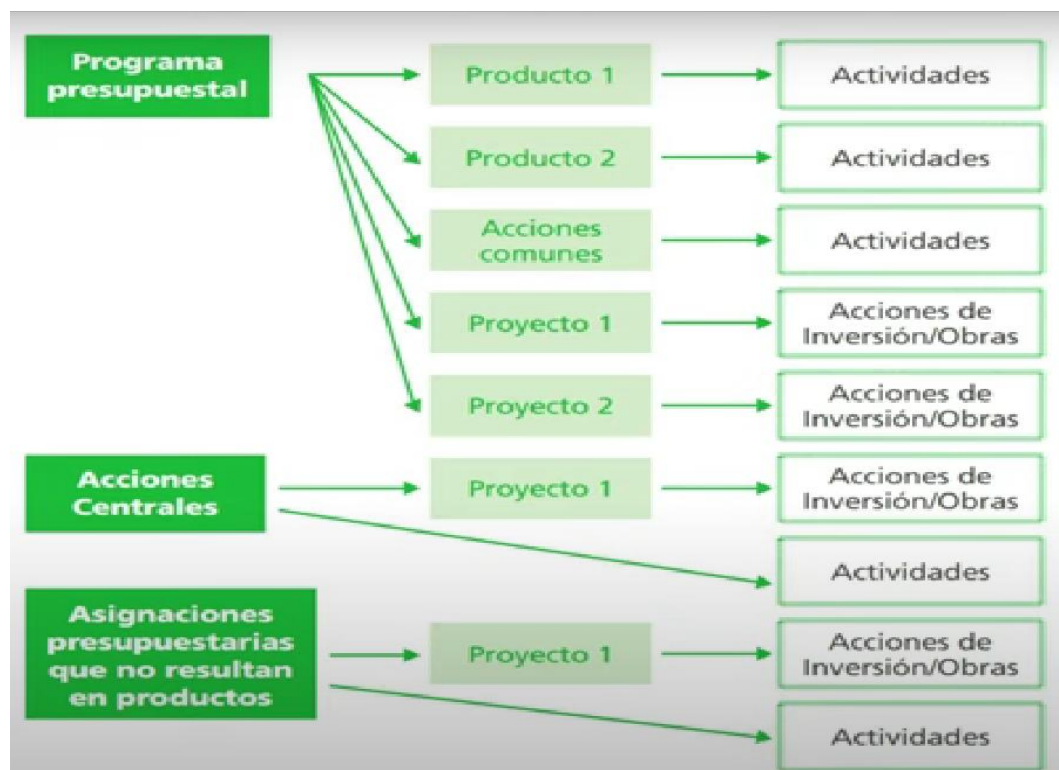 Programa
presupuestal
Producto 1
Actividades
Producto 2
Actividades
Acciones
comunes
Actividades
Proyecto 1
Acciones de
Inversión/Obras
Proyecto 2
Acciones de
Inversión/Obras
Acciones
Centrales
Proyecto 1
Acciones de
Inversión/Obras
Actividades
Asignaciones
presupuestarias
que no resultan
en productos
Proyecto 1
Acciones de
Inversión/Obras
Actividades